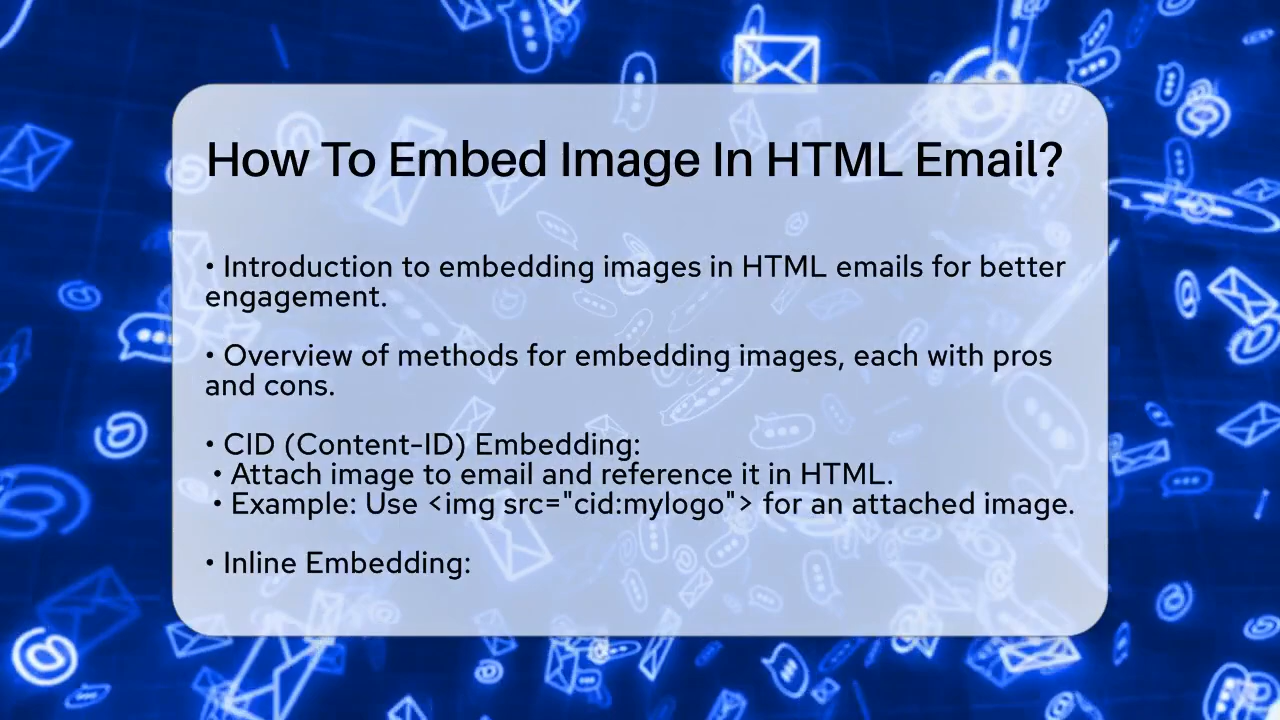 How To Embed Image In HTML Email?
• Introduction to embedding images in HTML emails for better
engagement.
• Overview of methods for embedding images, each with pros
and cons.
• CID (Content-ID) Embedding:
• Attach image to email and reference it in HTML.
• Example: Use <img src="cid:mylogo"> for an attached image.
• Inline Embedding: